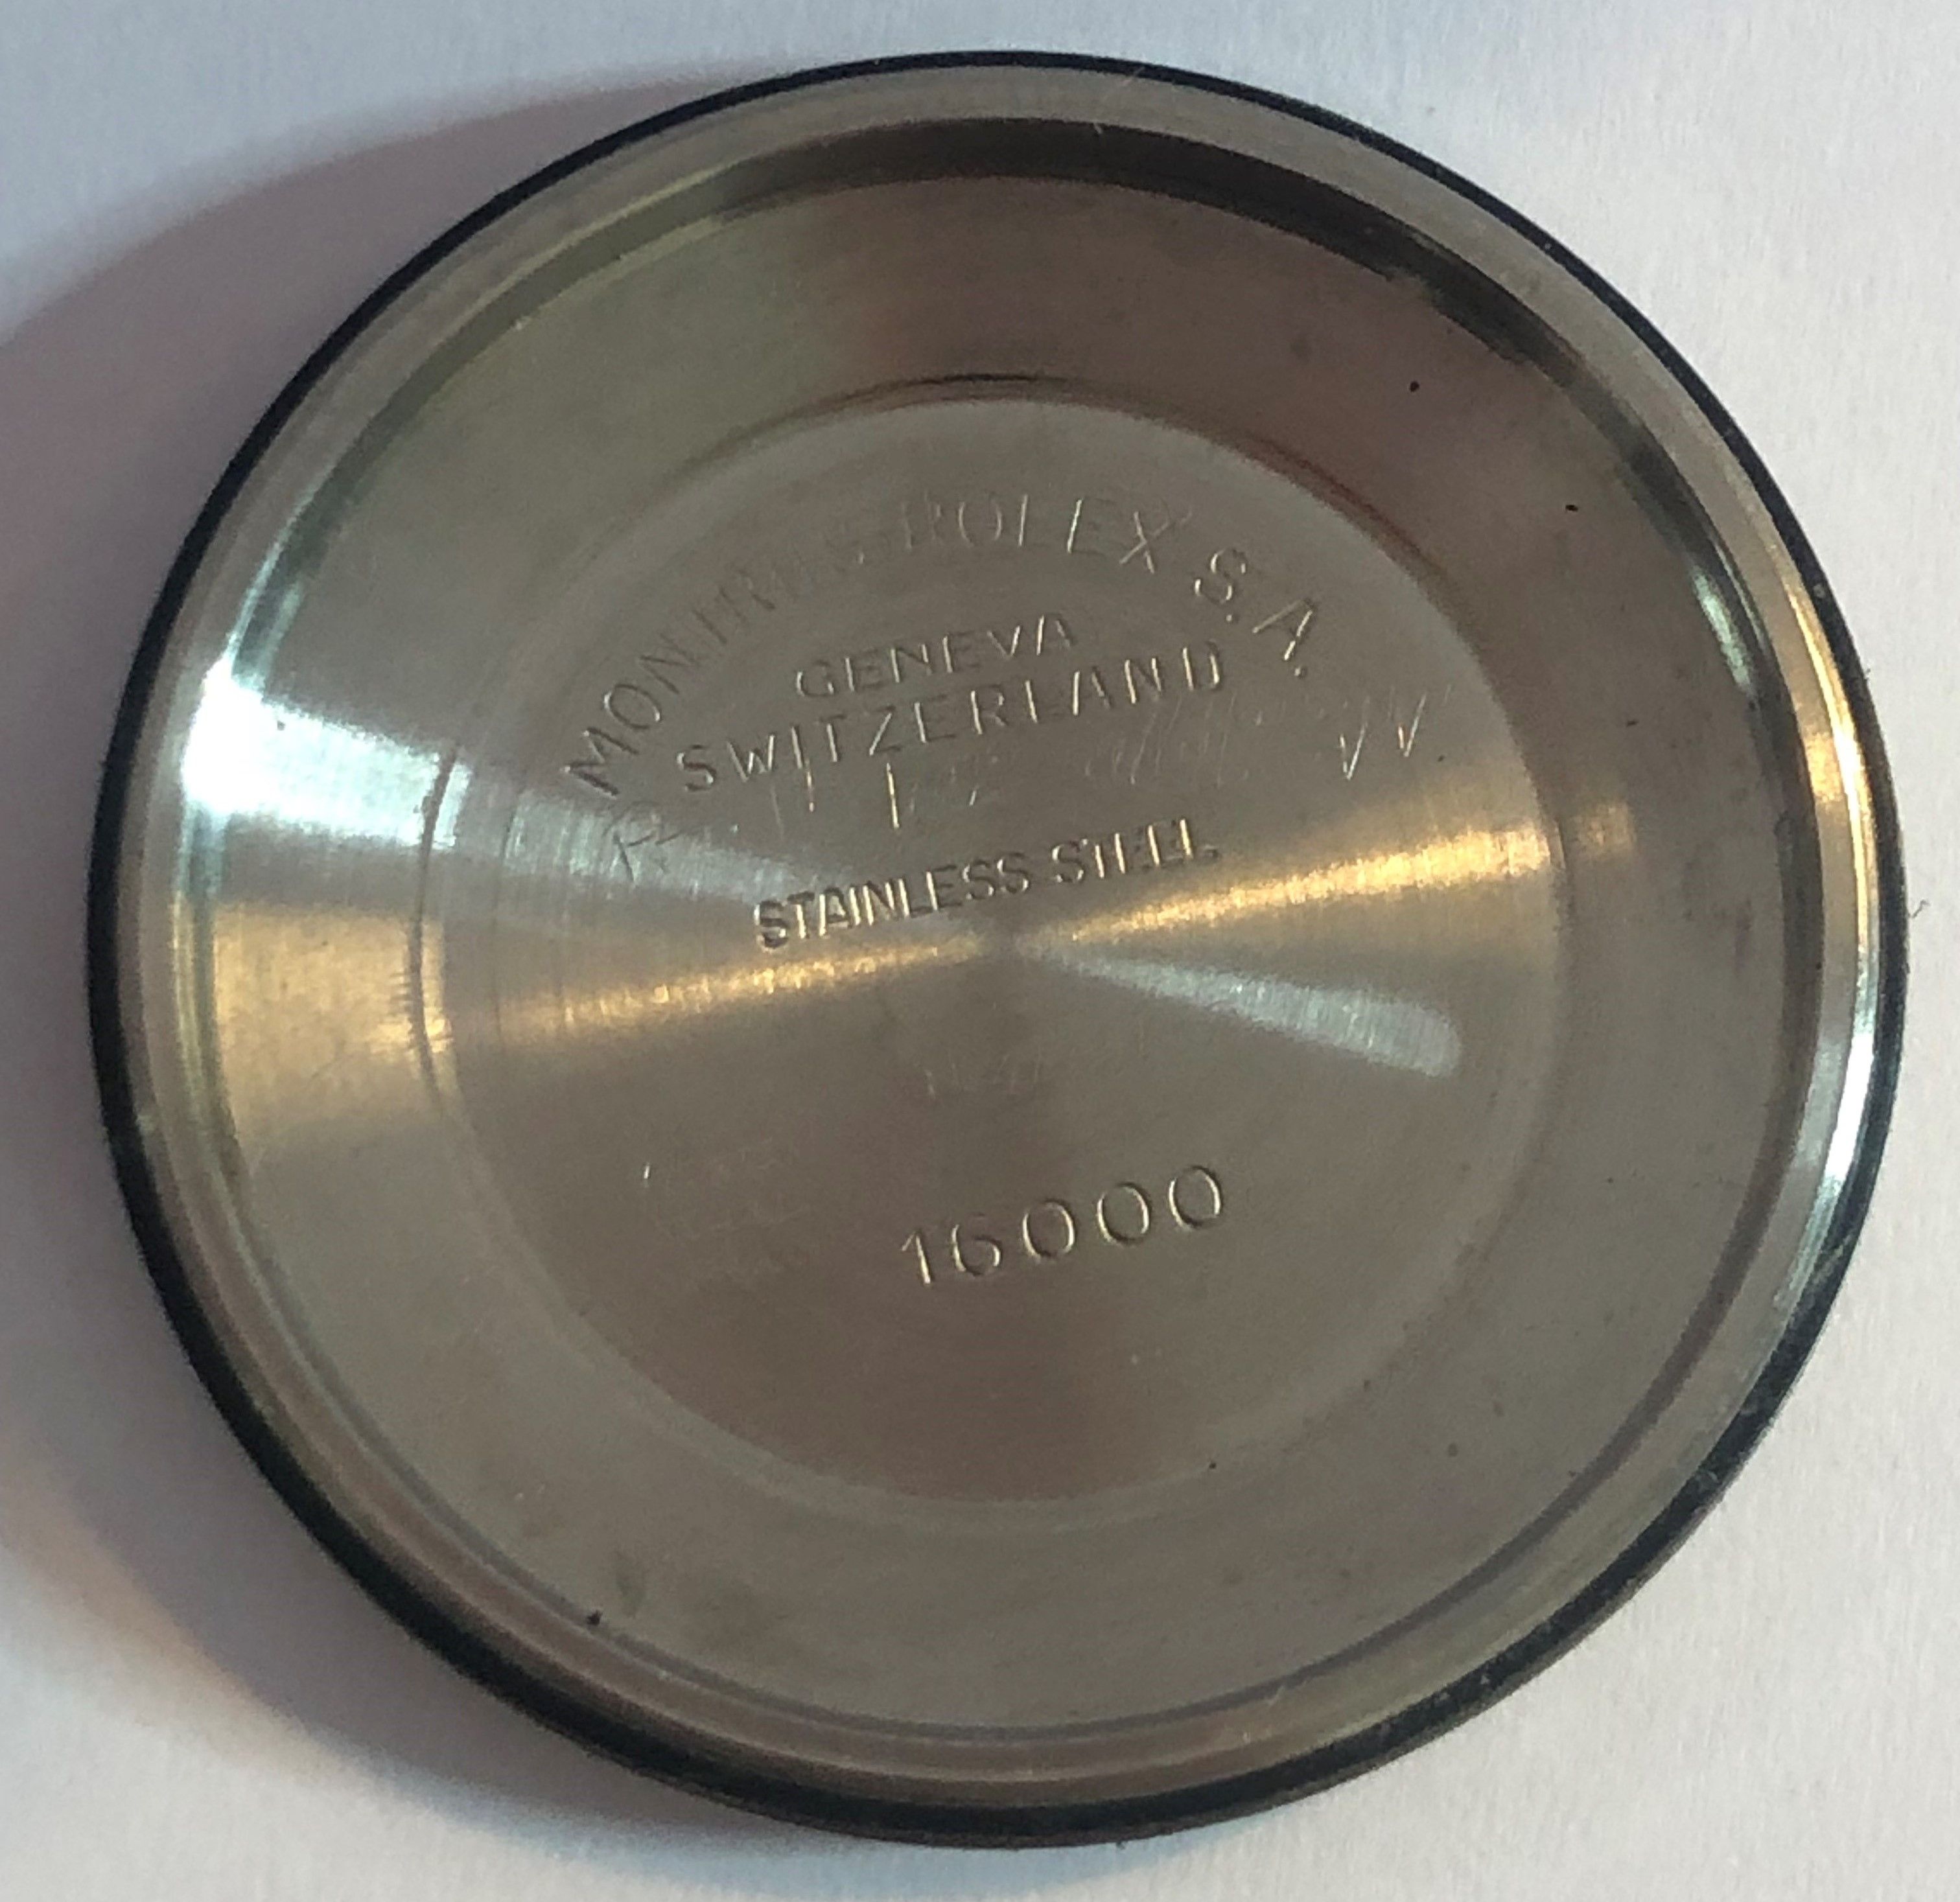 MONTRES ROLEX S.A.
GENEVA
SWITZERLAND
STAINLESS STEEL
16000